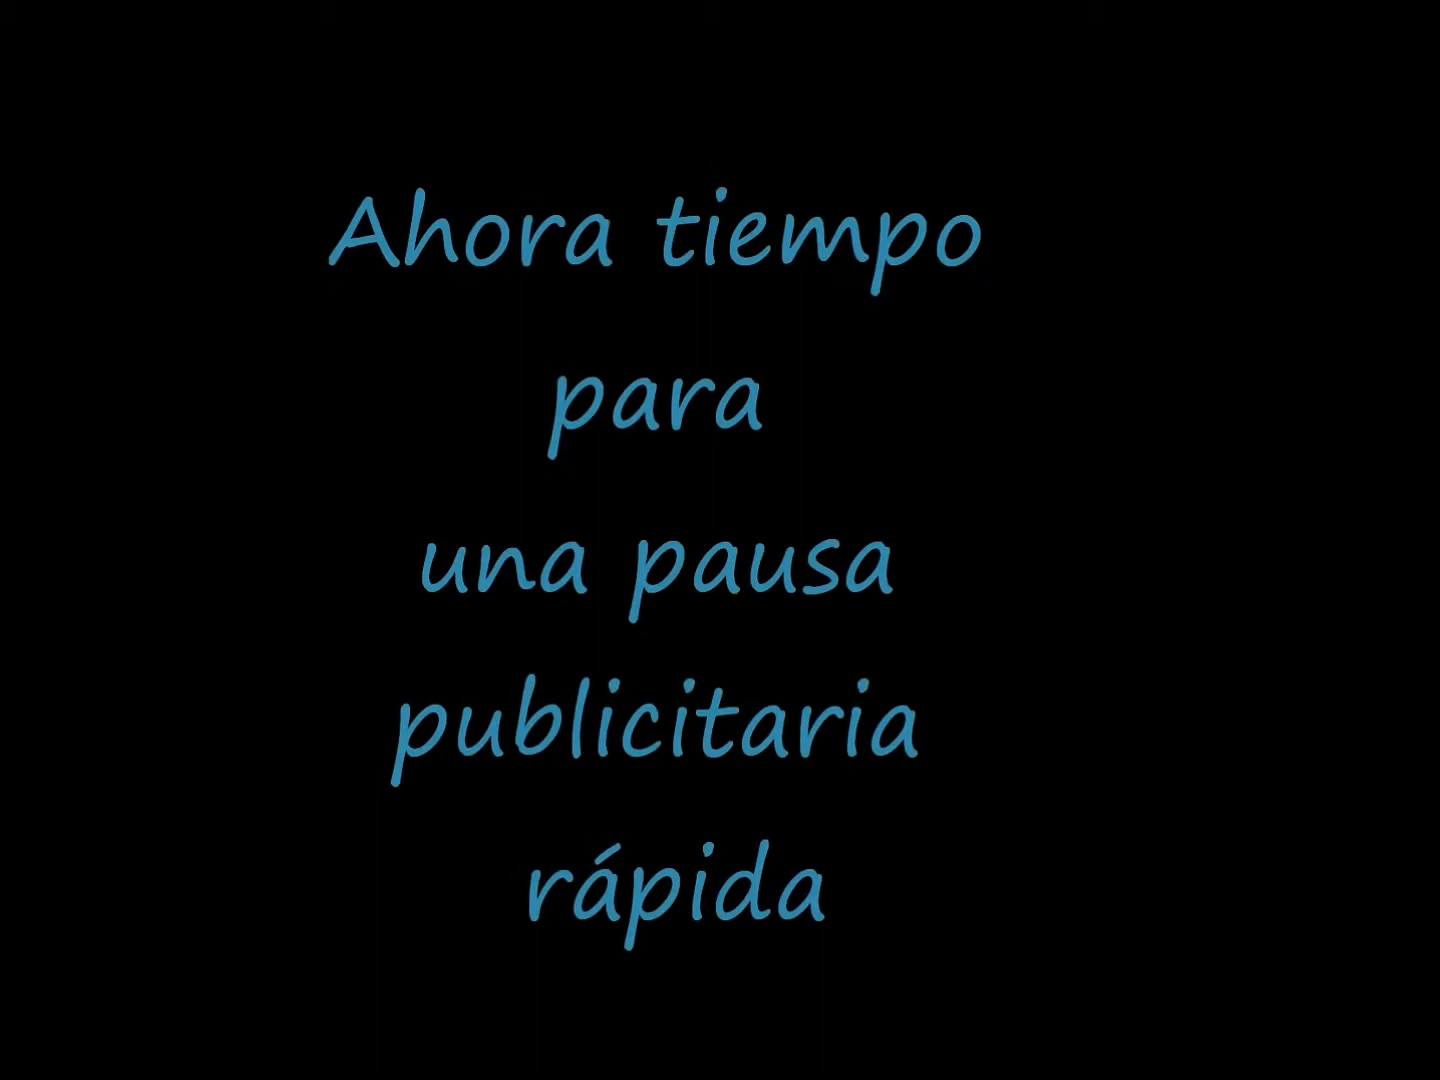 Ahora tiempo
para
una pausa
publicitaria
rápida